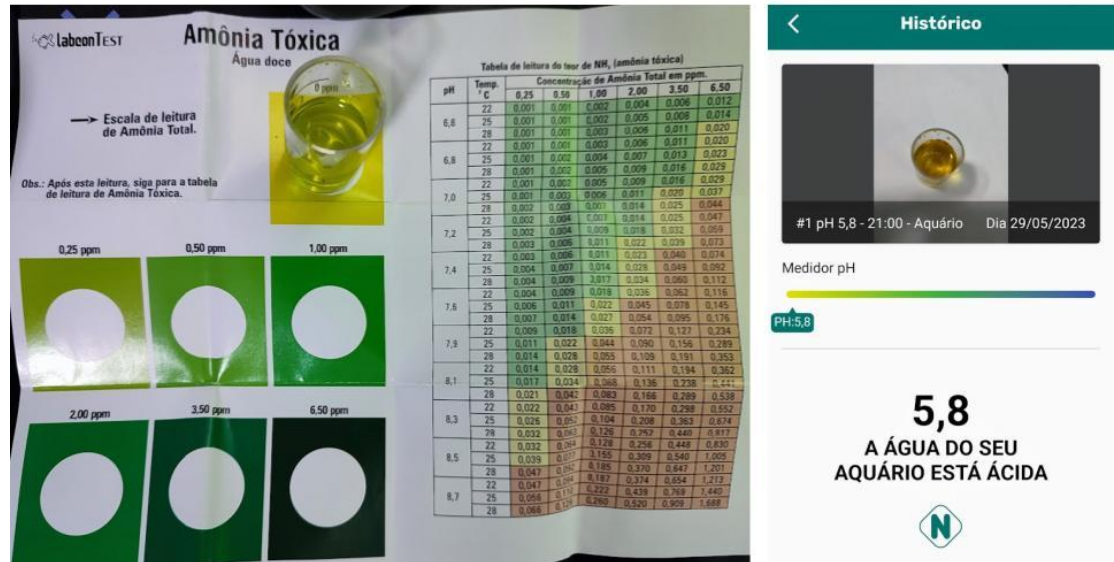 labconTEST
Amônia Tóxica
Água doce
0 ppm
Escala de leitura
de Amônia Total.
Obs.: Após esta leitura, siga para a tabela
de leitura de Amônia Tóxica.
0,25 ppm 0,50 ppm 1,00 ppm
2,00 ppm 3,50 ppm 6,50 ppm
Tabela de leitura do teor de NH₃ (amônia tóxica)
pH Temp. °C Concentração de Amônia Total em ppm.
0,25 0,50 1,00 2,00 3,50 6,50
22 0,001 0,001 0,002 0,004 0,006 0,012
6,6 25 0,001 0,001 0,002 0,005 0,008 0,014
28 0,001 0,001 0,003 0,006 0,011 0,020
22 0,001 0,001 0,003 0,006 0,011 0,020
6,8 25 0,001 0,002 0,004 0,007 0,013 0,023
28 0,001 0,002 0,005 0,009 0,016 0,029
22 0,001 0,002 0,005 0,009 0,016 0,029
7,0 25 0,001 0,003 0,011 0,020 0,037
28 0,002 0,003 0,007 0,014 0,025 0,044
22 0,002 0,004 0,007 0,014 0,025 0,047
7,2 25 0,002 0,004 0,009 0,018 0,032 0,059
28 0,003 0,006 0,011 0,022 0,039 0,073
22 0,003 0,006 0,011 0,023 0,040 0,074
7,4 25 0,004 0,007 0,014 0,028 0,049 0,092
28 0,004 0,009 0,034 0,060 0,112
22 0,004 0,009 0,018 0,036 0,062 0,116
7,6 25 0,006 0,011 0,022 0,045 0,078 0,145
28 0,007 0,014 0,027 0,054 0,095 0,176
22 0,009 0,018 0,036 0,072 0,127 0,234
7,9 25 0,011 0,022 0,044 0,090 0,156 0,289
28 0,014 0,028 0,055 0,109 0,191 0,353
22 0,014 0,028 0,056 0,111 0,194 0,362
8,1 25 0,017 0,034 0,068 0,136 0,238 0,441
28 0,021 0,042 0,083 0,166 0,289 0,538
22 0,022 0,043 0,085 0,170 0,298 0,552
8,3 25 0,026 0,052 0,104 0,208 0,363 0,674
28 0,032 0,063 0,126 0,252 0,440 0,817
22 0,032 0,064 0,128 0,256 0,448 0,830
8,5 25 0,039 0,309 0,540 1,005
28 0,047 0,185 0,370 0,647 1,201
22 0,047 0,094 0,187 0,374 0,654 1,213
8,7 25 0,056 0,222 0,439 0,769 1,440
28 0,066 0,260 0,520 0,909 1,688
Histórico
#1 pH 5,8 - 21:00 - Aquário Dia 29/05/2023
Medidor pH
PH:5,8
5,8
A ÁGUA DO SEU
AQUÁRIO ESTÁ ÁCIDA
N